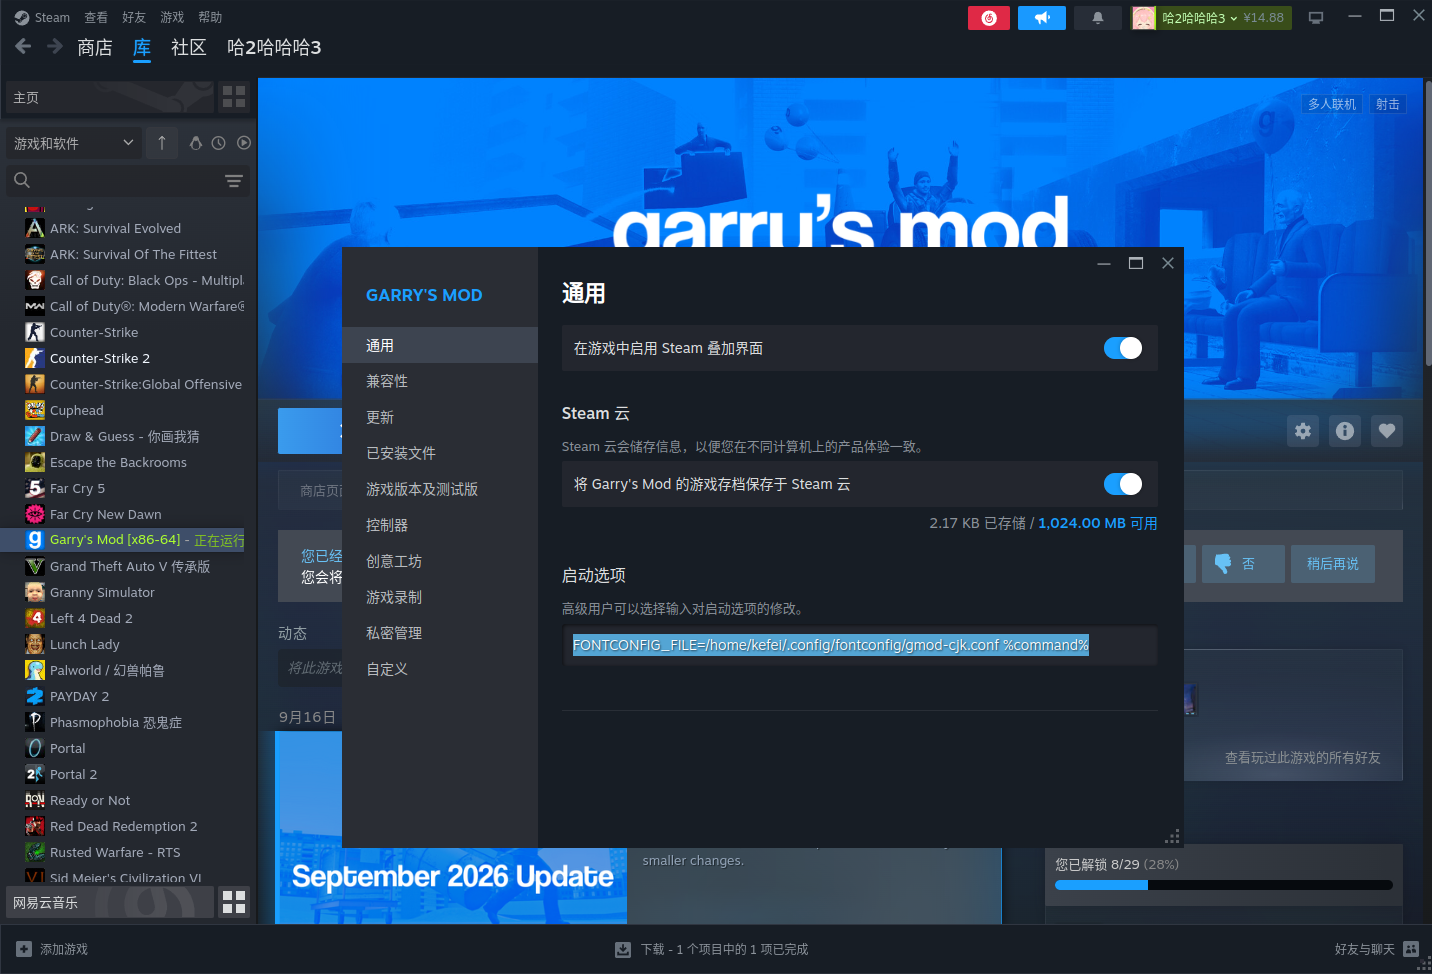 Steam 查看 好友 游戏 帮助
哈2哈哈哈3 ¥14.88
商店 库 社区 哈2哈哈哈3
主页
游戏和软件
ARK: Survival Evolved
ARK: Survival Of The Fittest
Call of Duty: Black Ops - Multipl
Call of Duty®: Modern Warfare®
Counter-Strike
Counter-Strike 2
Counter-Strike:Global Offensive
Cuphead
Draw & Guess - 你画我猜
Escape the Backrooms
Far Cry 5
Far Cry New Dawn
Garry's Mod [x86-64] - 正在运行
Grand Theft Auto V 传承版
Granny Simulator
Left 4 Dead 2
Lunch Lady
Palworld / 幻兽帕鲁
PAYDAY 2
Phasmophobia 恐鬼症
Portal
Portal 2
Ready or Not
Red Dead Redemption 2
Rusted Warfare - RTS
Sid Meier's Civilization VI
网易云音乐
多人联机 射击
garry's mod
GARRY'S MOD
通用
兼容性
更新
已安装文件
游戏版本及测试版
控制器
创意工坊
游戏录制
私密管理
自定义
通用
在游戏中启用 Steam 叠加界面
Steam 云
Steam 云会储存信息，以便您在不同计算机上的产品体验一致。
将 Garry's Mod 的游戏存档保存于 Steam 云
2.17 KB 已存储 / 1,024.00 MB 可用
启动选项
高级用户可以选择输入对启动选项的修改。
FONTCONFIG_FILE=/home/kefei/.config/fontconfig/gmod-cjk.conf %command%
商店页面
您已经
您会将
否
稍后再说
动态
将此游戏
9月16日
September 2026 Update
smaller changes.
查看玩过此游戏的所有好友
您已解锁 8/29 (28%)
添加游戏
下载 - 1 个项目中的 1 项已完成
好友与聊天